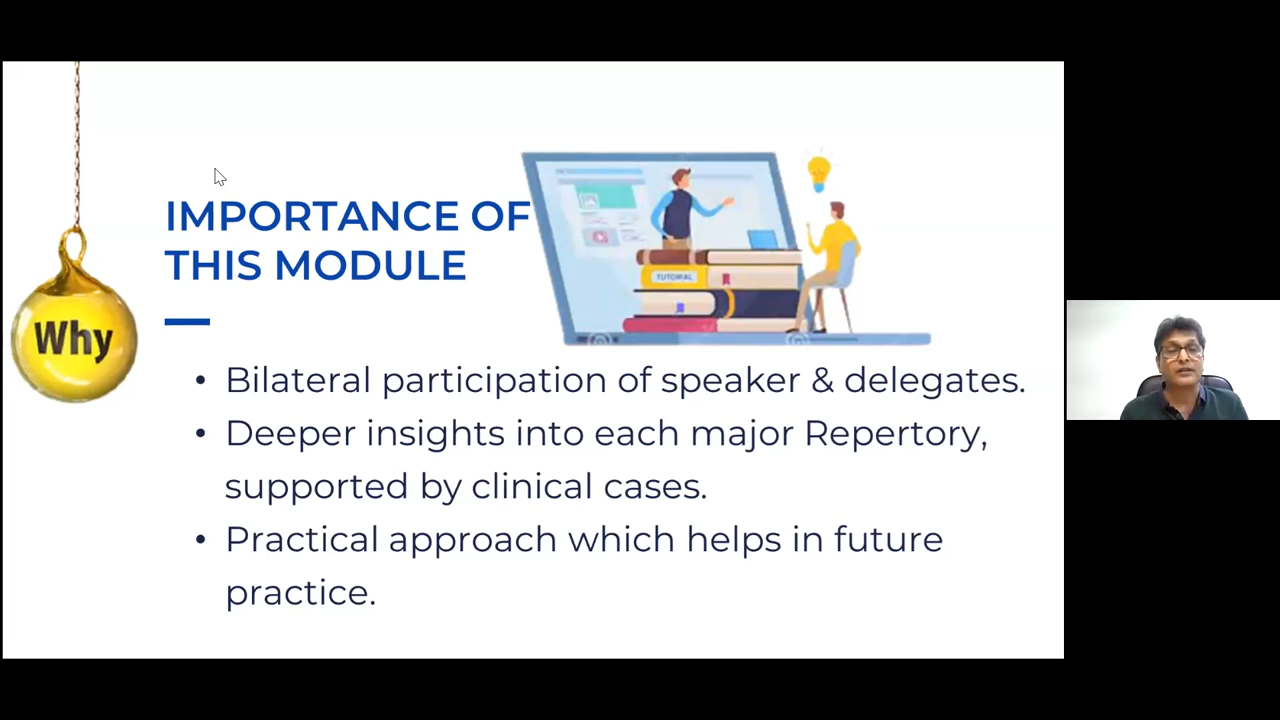 IMPORTANCE OF
THIS MODULE
Why
TUTORIAL
• Bilateral participation of speaker & delegates.
• Deeper insights into each major Repertory,
supported by clinical cases.
• Practical approach which helps in future
practice.